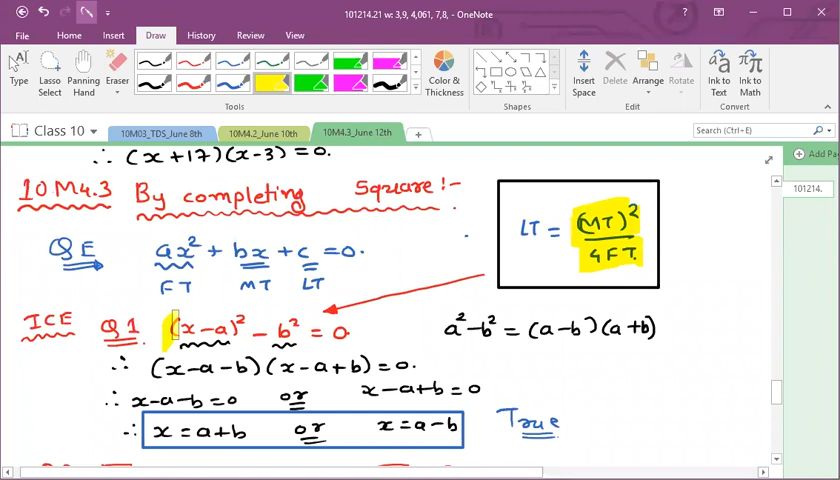 101214.21 w: 3,9, 4,061, 7,8, - OneNote
File Home Insert Draw History Review View
Type Lasso Select Panning Hand Eraser Color & Thickness Insert Space Delete Arrange Rotate Ink to Text Ink to Math
Tools Shapes Edit Convert
Class 10 10M03_TDS_June 8th 10M4.2_June 10th 10M4.3_June 12th Search (Ctrl+E)
Add Pa
101214.
∴ (x+17)(x-3)=0.
10M4.3 By completing Square :-
LT = (MT)² / 4FT.
QE ax² + bx + c = 0.
FT MT LT
ICE Q1 (x-a)² - b² = 0
a²-b² = (a-b)(a+b)
∴ (x-a-b)(x-a+b)=0.
∴ x-a-b=0 or x-a+b=0
∴ x = a+b or x = a-b
True